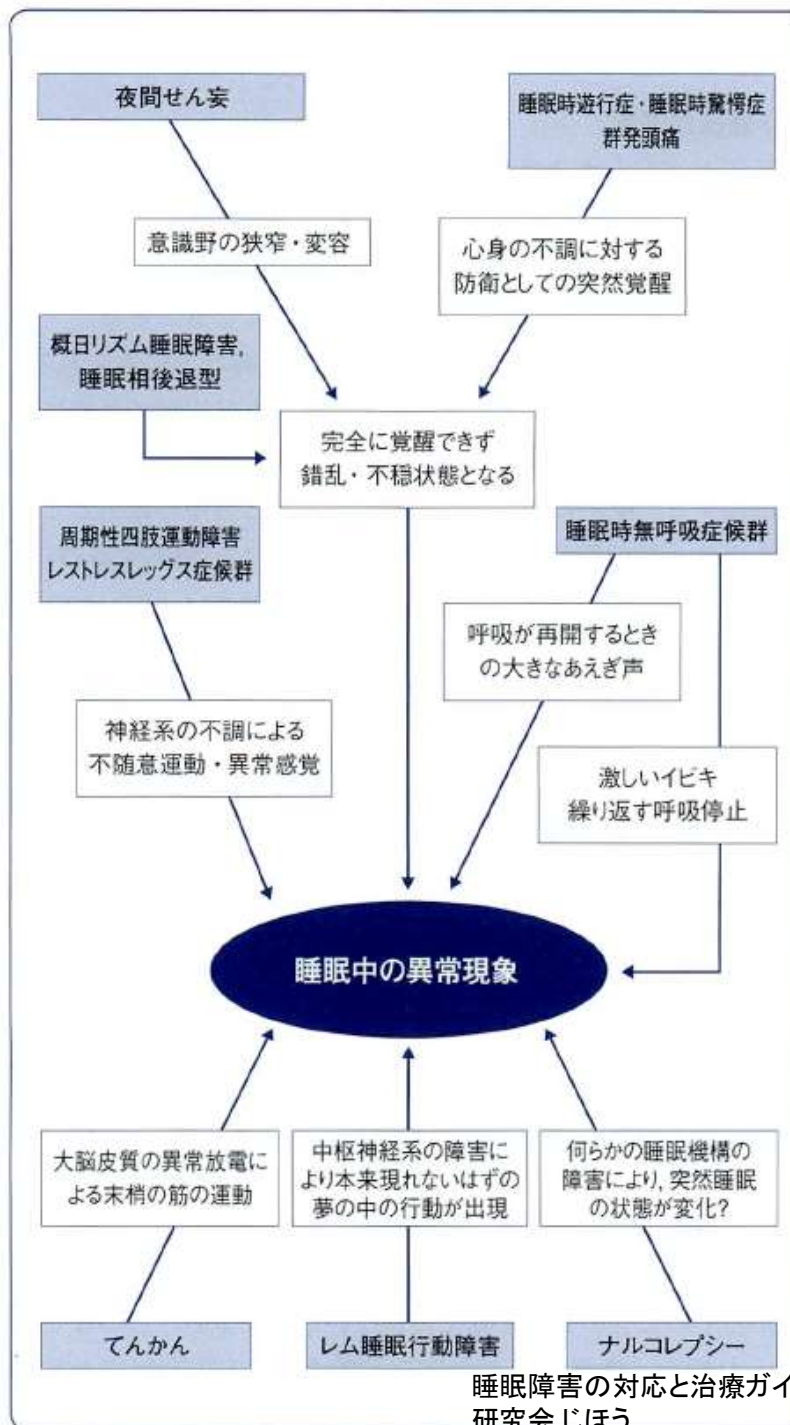 夜間せん妄
睡眠時遊行症・睡眠時驚愕症
群発頭痛
意識野の狭窄・変容
心身の不調に対する
防衛としての突然覚醒
概日リズム睡眠障害,
睡眠相後退型
完全に覚醒できず
錯乱・不穏状態となる
周期性四肢運動障害
レストレスレッグス症候群
睡眠時無呼吸症候群
呼吸が再開するとき
の大きなあえぎ声
神経系の不調による
不随意運動・異常感覚
激しいイビキ
繰り返す呼吸停止
睡眠中の異常現象
大脳皮質の異常放電に
よる末梢の筋の運動
中枢神経系の障害に
より本来現れないはずの
夢の中の行動が出現
何らかの睡眠機構の
障害により,突然睡眠
の状態が変化?
てんかん
レム睡眠行動障害
ナルコレプシー
睡眠障害の対応と治療ガイ
研究会じほう